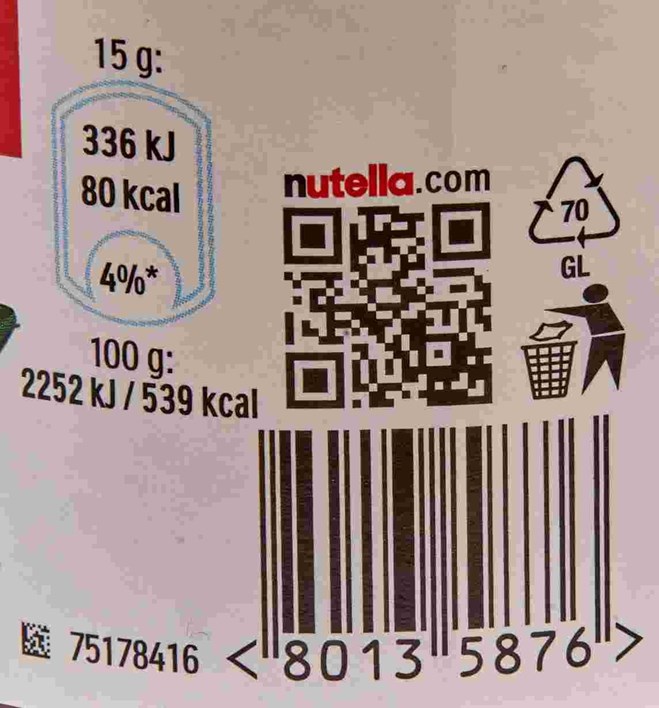 15 g:
336 kJ
80 kcal
4%*
100 g:
2252 kJ / 539 kcal
nutella.com
70
GL
75178416
<8013 5876>